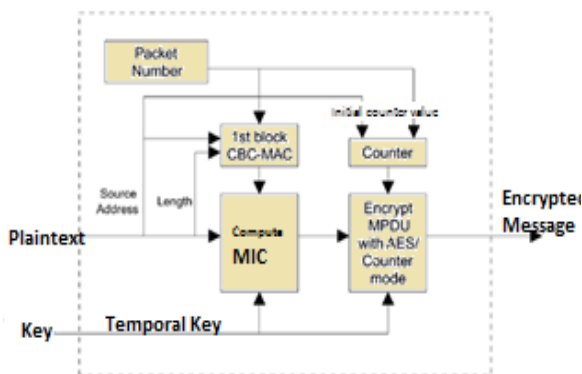 Packet
Number
Initial counter value
1st block
CBC-MAC
Counter
Source
Address
Length
Encrypted
Message
Plaintext
Compute
MIC
Encrypt
MPDU
with AES/
Counter
mode
Key
Temporal Key